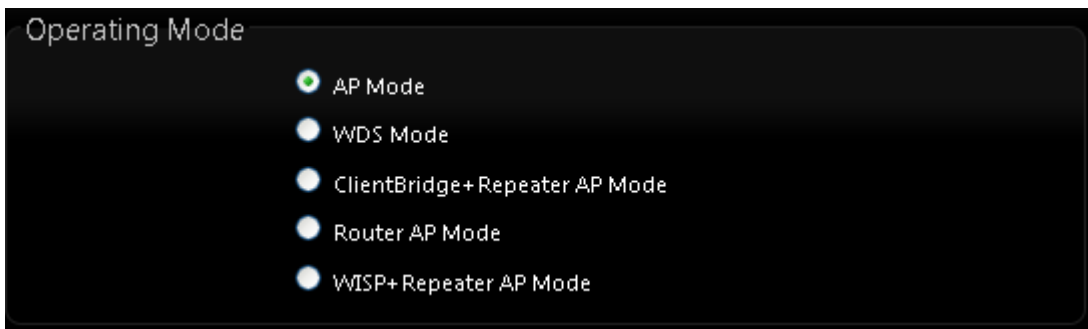 Operating Mode
AP Mode
WDS Mode
ClientBridge+Repeater AP Mode
Router AP Mode
WISP+Repeater AP Mode